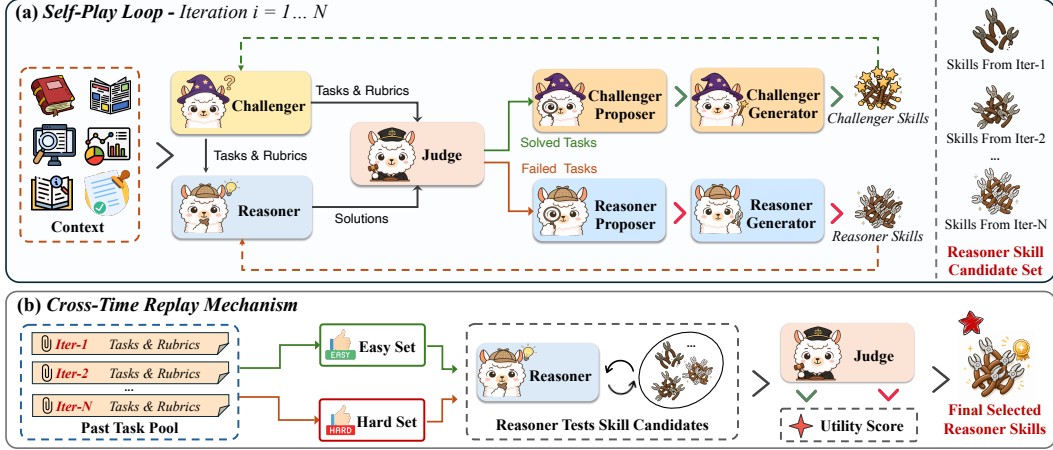 (a) Self-Play Loop - Iteration i = 1... N
Context
?
Challenger
Tasks & Rubrics
Tasks & Rubrics
Reasoner
Solutions
Judge
Solved Tasks
Failed Tasks
Challenger
Proposer
Challenger
Generator
Challenger Skills
Reasoner
Proposer
Reasoner
Generator
Reasoner Skills
Skills From Iter-1
Skills From Iter-2
...
Skills From Iter-N
Reasoner Skill
Candidate Set
(b) Cross-Time Replay Mechanism
Iter-1 Tasks & Rubrics
Iter-2 Tasks & Rubrics
...
Iter-N Tasks & Rubrics
Past Task Pool
EASY
Easy Set
HARD
Hard Set
Reasoner
...
Reasoner Tests Skill Candidates
Judge
Utility Score
Final Selected
Reasoner Skills